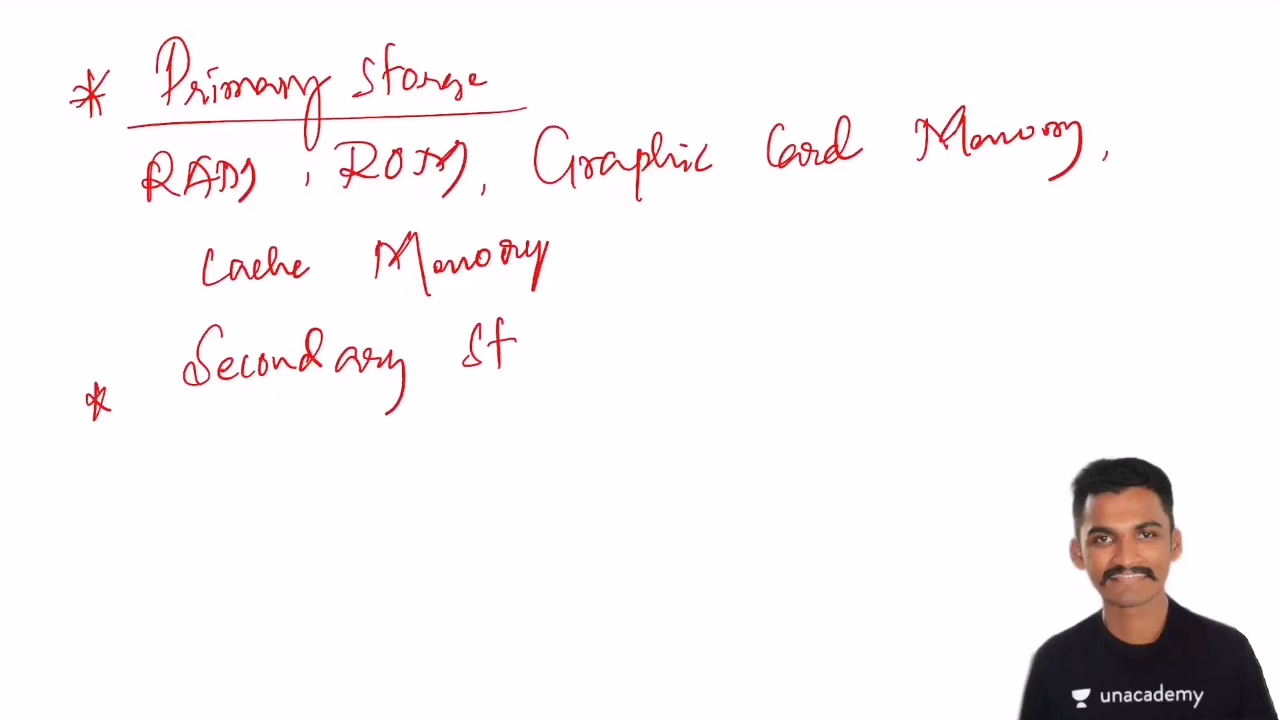 * Primary Storage
RAM, ROM, Graphic Card Memory,
Cache Memory
* Secondary St
unacademy